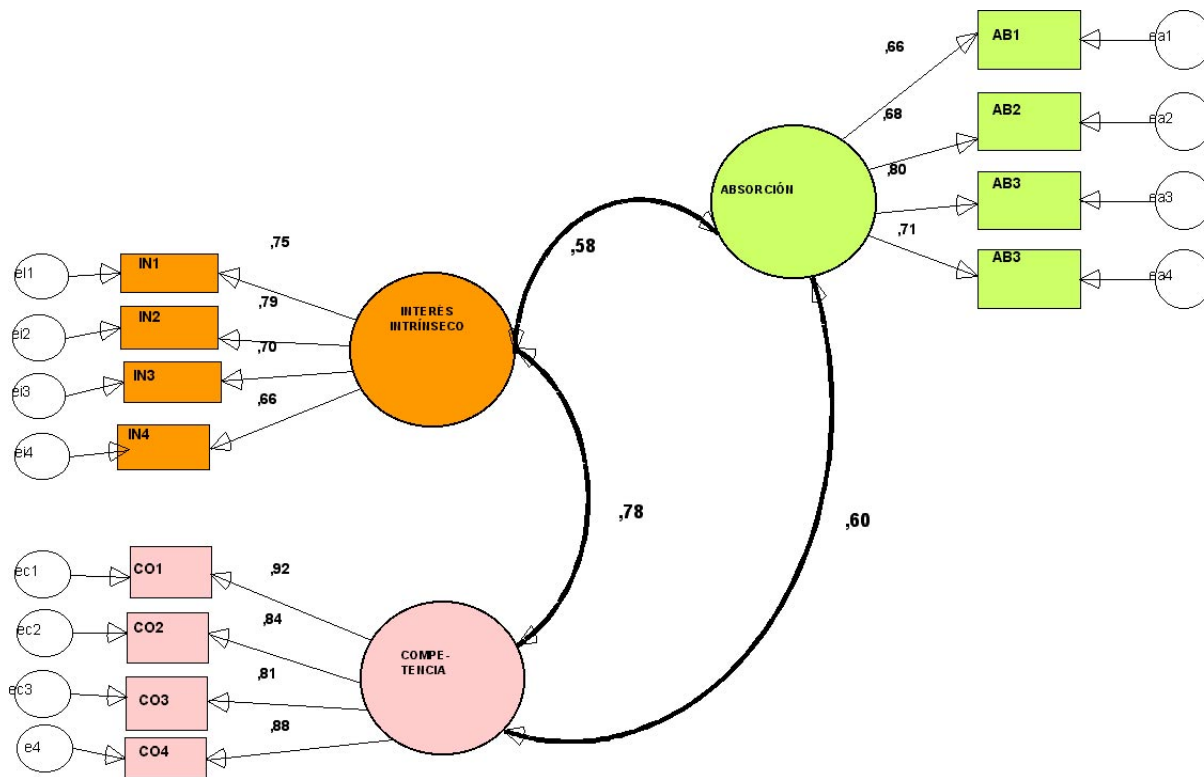 ,66
AB1
ea1
,68
AB2
ea2
,80
ABSORCIÓN
AB3
ea3
,71
AB3
ea4
,58
,75
IN1
eI1
,79
IN2
ei2
INTERÉS
INTRÍNSECO
,70
IN3
ei3
,66
IN4
ei4
,78
,60
,92
CO1
ec1
,84
CO2
ec2
COMPE-
TENCIA
,81
CO3
ec3
,88
CO4
e4